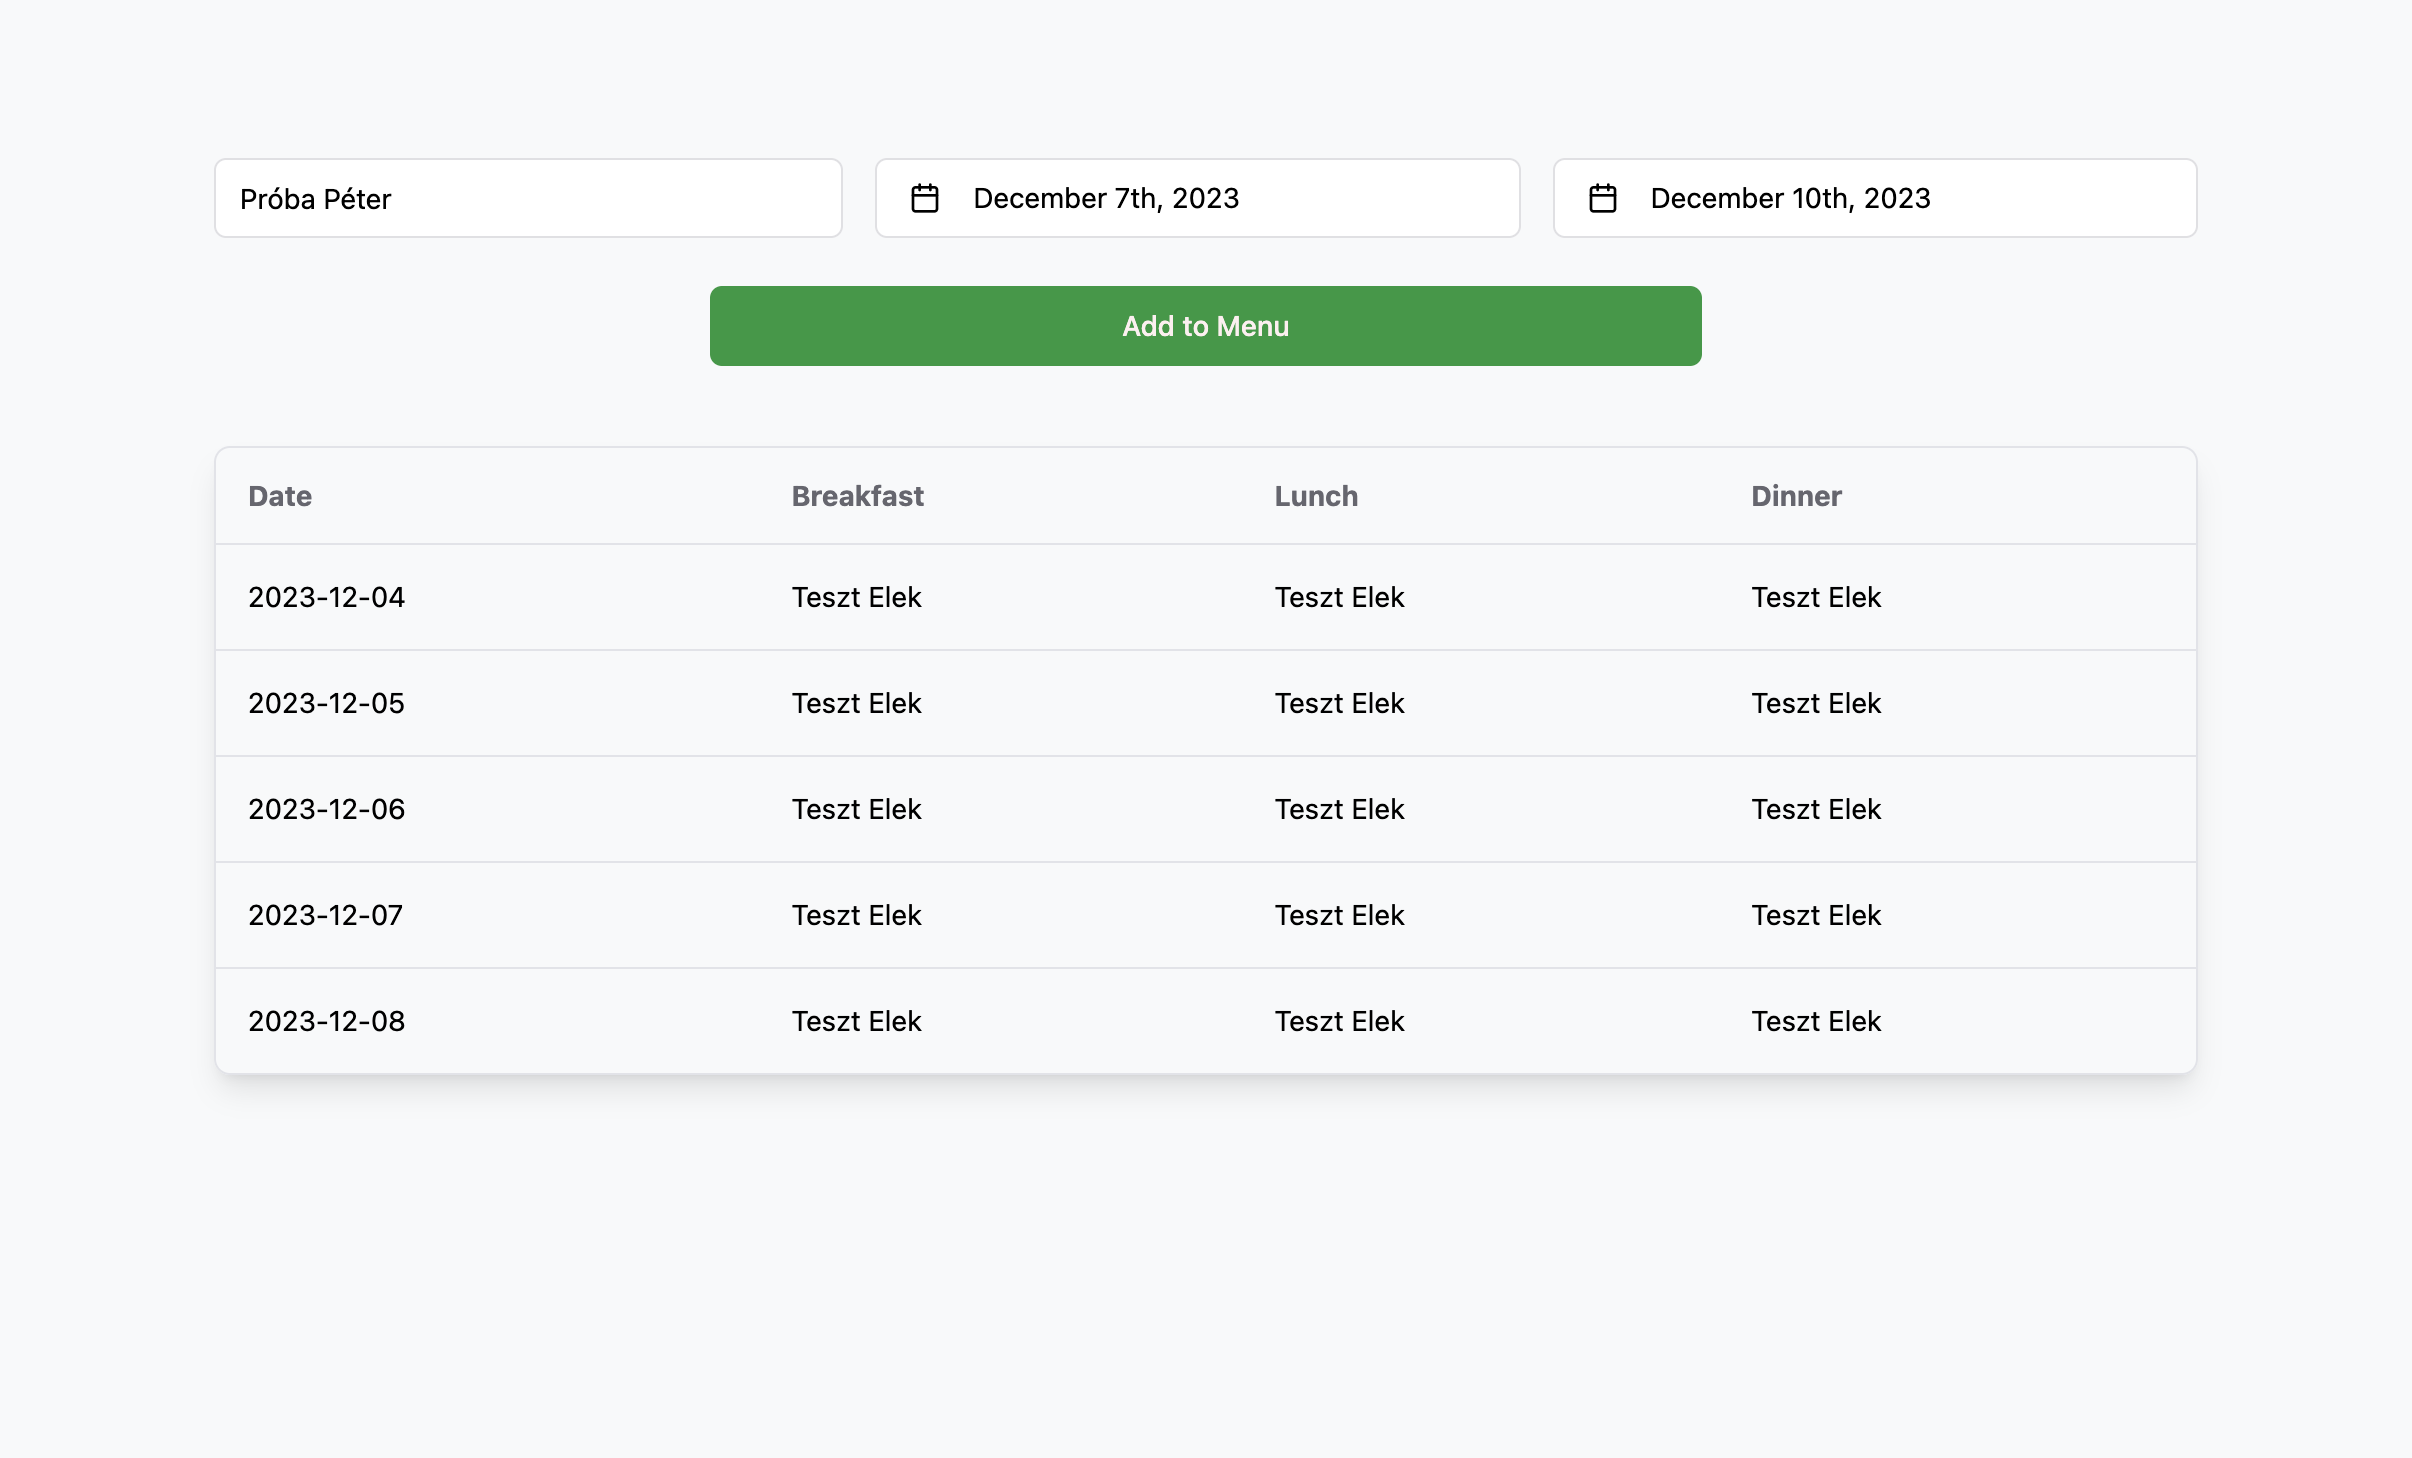 Próba Péter December 7th, 2023 December 10th, 2023
Add to Menu
Date Breakfast Lunch Dinner
2023-12-04 Teszt Elek Teszt Elek Teszt Elek
2023-12-05 Teszt Elek Teszt Elek Teszt Elek
2023-12-06 Teszt Elek Teszt Elek Teszt Elek
2023-12-07 Teszt Elek Teszt Elek Teszt Elek
2023-12-08 Teszt Elek Teszt Elek Teszt Elek